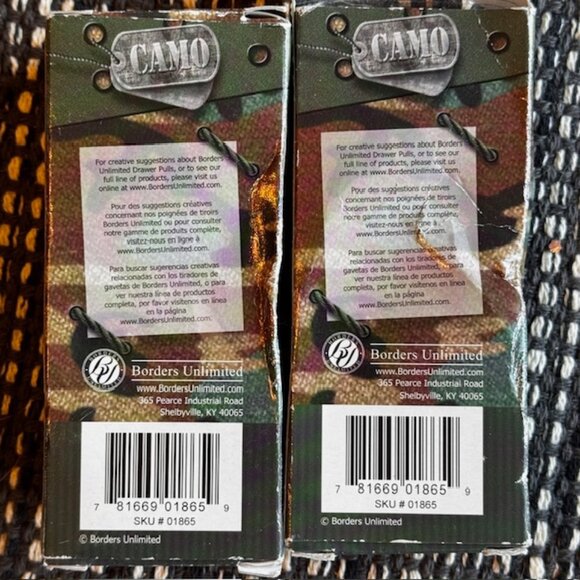 CAMO
For creative suggestions about Borders
Unlimited Drawer Pulls, or to see our
full line of products, please visit us
online at www.BordersUnlimited.com.
Pour des suggestions créatives
concernant nos poignées de tiroirs
Borders Unlimited ou pour consulter
notre gamme de produits complète,
visitez-nous en ligne à
www.BordersUnlimited.com.
Para buscar sugerencias creativas
relacionadas con los tiradores de
gavetas de Borders Unlimited, o para
ver nuestra línea de productos
completa, por favor visítenos en línea
en la página
www.BordersUnlimited.com.
Borders Unlimited
www.BordersUnlimited.com
365 Pearce Industrial Road
Shelbyville, KY 40065
7 81669 01865 9
SKU # 01865
© Borders Unlimited
CAMO
For creative suggestions about Borders
Unlimited Drawer Pulls, or to see our
full line of products, please visit us
online at www.BordersUnlimited.com.
Pour des suggestions créatives
concernant nos poignées de tiroirs
Borders Unlimited ou pour consulter
notre gamme de produits complète,
visitez-nous en ligne à
www.BordersUnlimited.com.
Para buscar sugerencias creativas
relacionadas con los tiradores de
gavetas de Borders Unlimited, o para
ver nuestra línea de productos
completa, por favor visítenos en línea
en la página
www.BordersUnlimited.com.
Borders Unlimited
www.BordersUnlimited.com
365 Pearce Industrial Road
Shelbyville, KY 40065
7 81669 01865 9
SKU # 01865
© Borders Unlimited